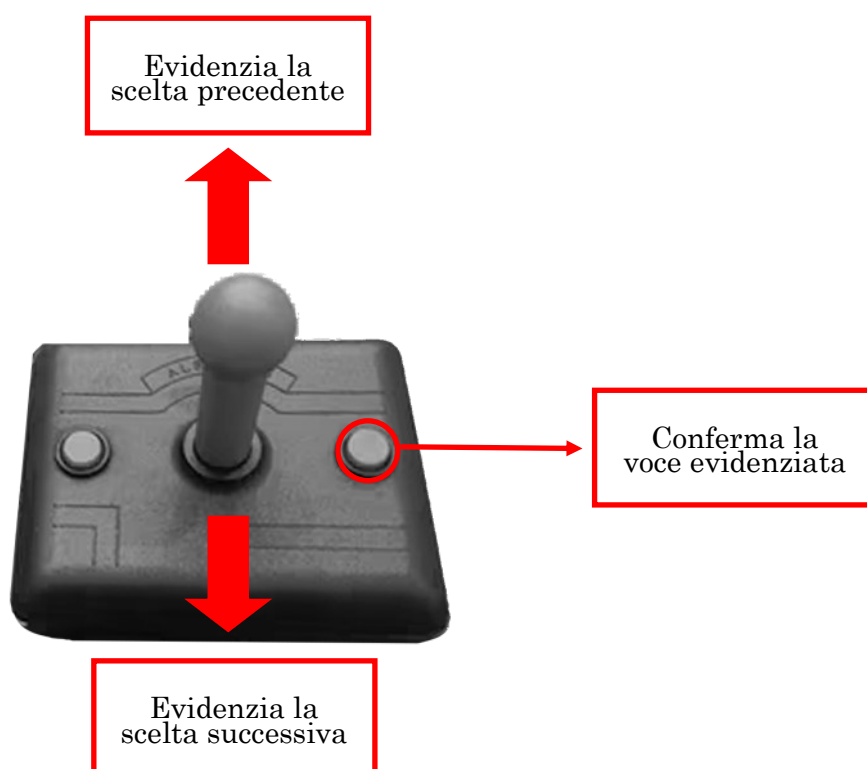 Evidenzia la
scelta precedente
Conferma la
voce evidenziata
Evidenzia la
scelta successiva